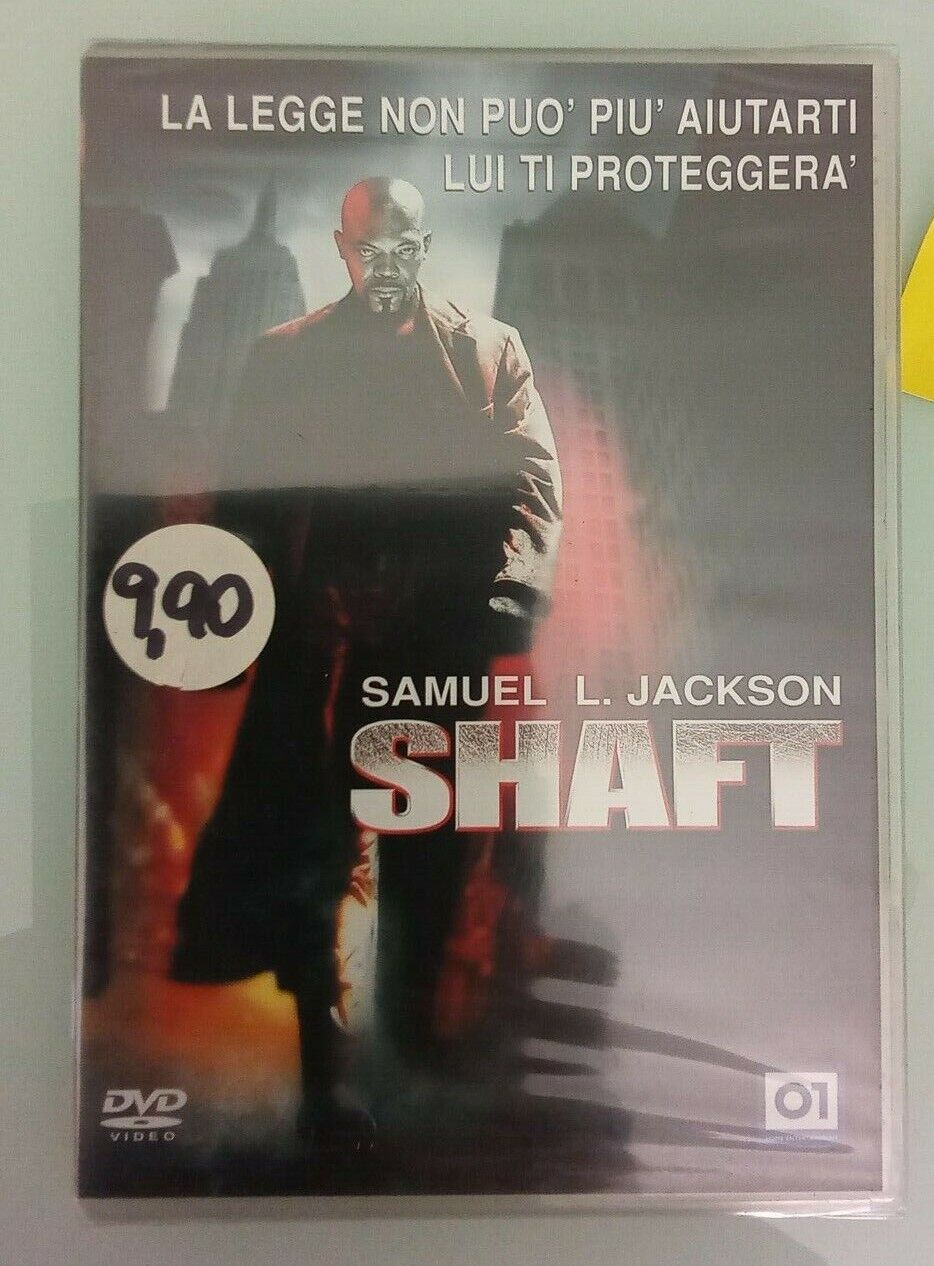 LA LEGGE NON PUO' PIU' AIUTARTI
LUI TI PROTEGGERA'
9,90
SAMUEL L. JACKSON
SHAFT
DVD
VIDEO
01